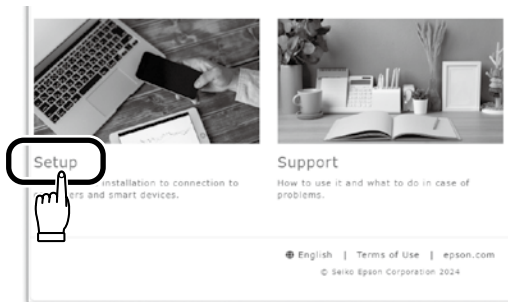 Setup
installation to connection to
ers and smart devices.
Support
How to use it and what to do in case of
problems.
English | Terms of Use | epson.com
© Seiko Epson Corporation 2024